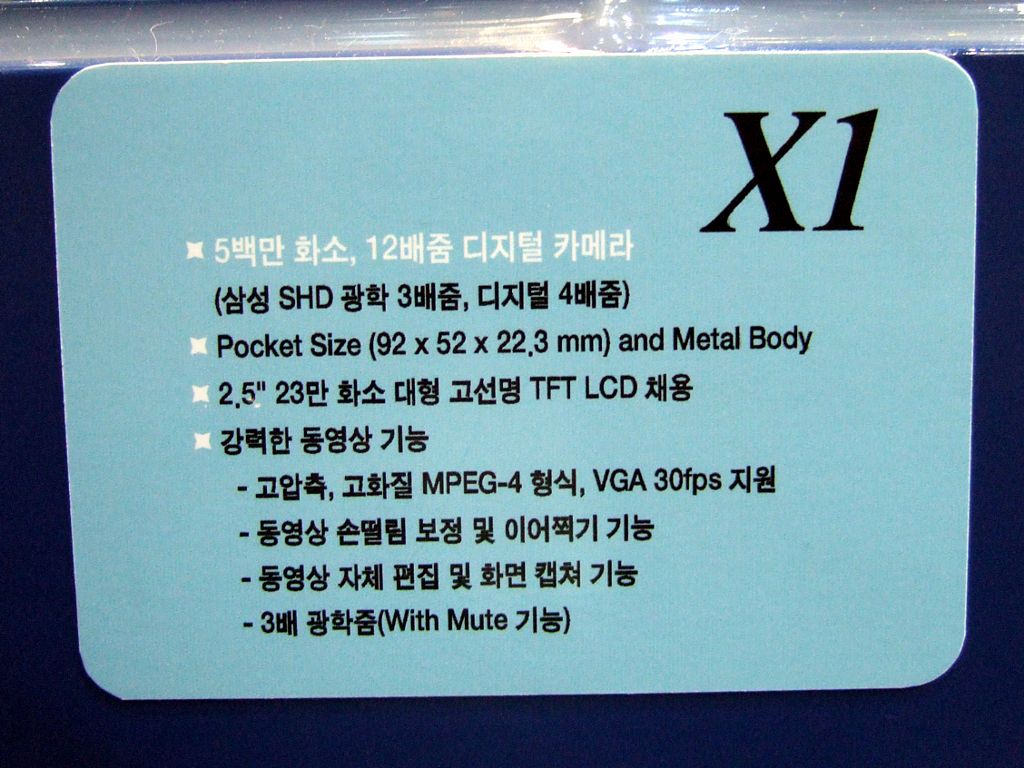 X1
5백만 화소, 12배줌 디지털 카메라
(삼성 SHD 광학 3배줌, 디지털 4배줌)
Pocket Size (92 x 52 x 22.3 mm) and Metal Body
2.5" 23만 화소 대형 고선명 TFT LCD 채용
강력한 동영상 기능
- 고압축, 고화질 MPEG-4 형식, VGA 30fps 지원
- 동영상 손떨림 보정 및 이어찍기 기능
- 동영상 자체 편집 및 화면 캡쳐 기능
- 3배 광학줌(With Mute 기능)